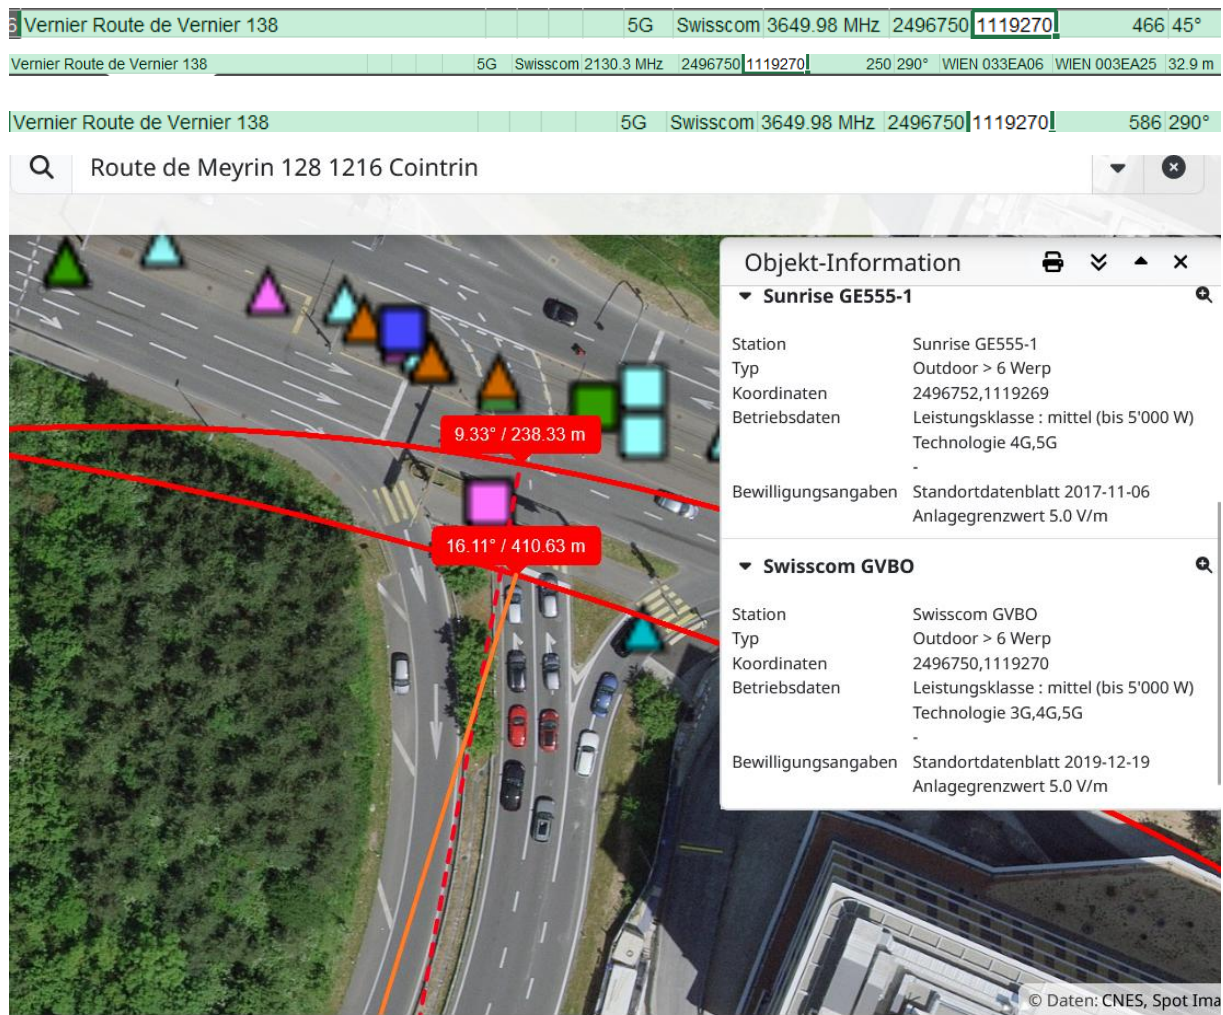 Vernier Route de Vernier 138 5G Swisscom 3649.98 MHz 2496750 1119270 466 45°
Vernier Route de Vernier 138 5G Swisscom 2130.3 MHz 2496750 1119270 250 290° WIEN 033EA06 WIEN 003EA25 32.9 m
Vernier Route de Vernier 138 5G Swisscom 3649.98 MHz 2496750 1119270 586 290°
Route de Meyrin 128 1216 Cointrin
Objekt-Information
Sunrise GE555-1
Station Sunrise GE555-1
Typ Outdoor > 6 Werp
Koordinaten 2496752,1119269
Betriebsdaten Leistungsklasse : mittel (bis 5'000 W)
Technologie 4G,5G
-
Bewilligungsangaben Standortdatenblatt 2017-11-06
Anlagegrenzwert 5.0 V/m
Swisscom GVBO
Station Swisscom GVBO
Typ Outdoor > 6 Werp
Koordinaten 2496750,1119270
Betriebsdaten Leistungsklasse : mittel (bis 5'000 W)
Technologie 3G,4G,5G
-
Bewilligungsangaben Standortdatenblatt 2019-12-19
Anlagegrenzwert 5.0 V/m
9.33° / 238.33 m
16.11° / 410.63 m
© Daten: CNES, Spot Ima